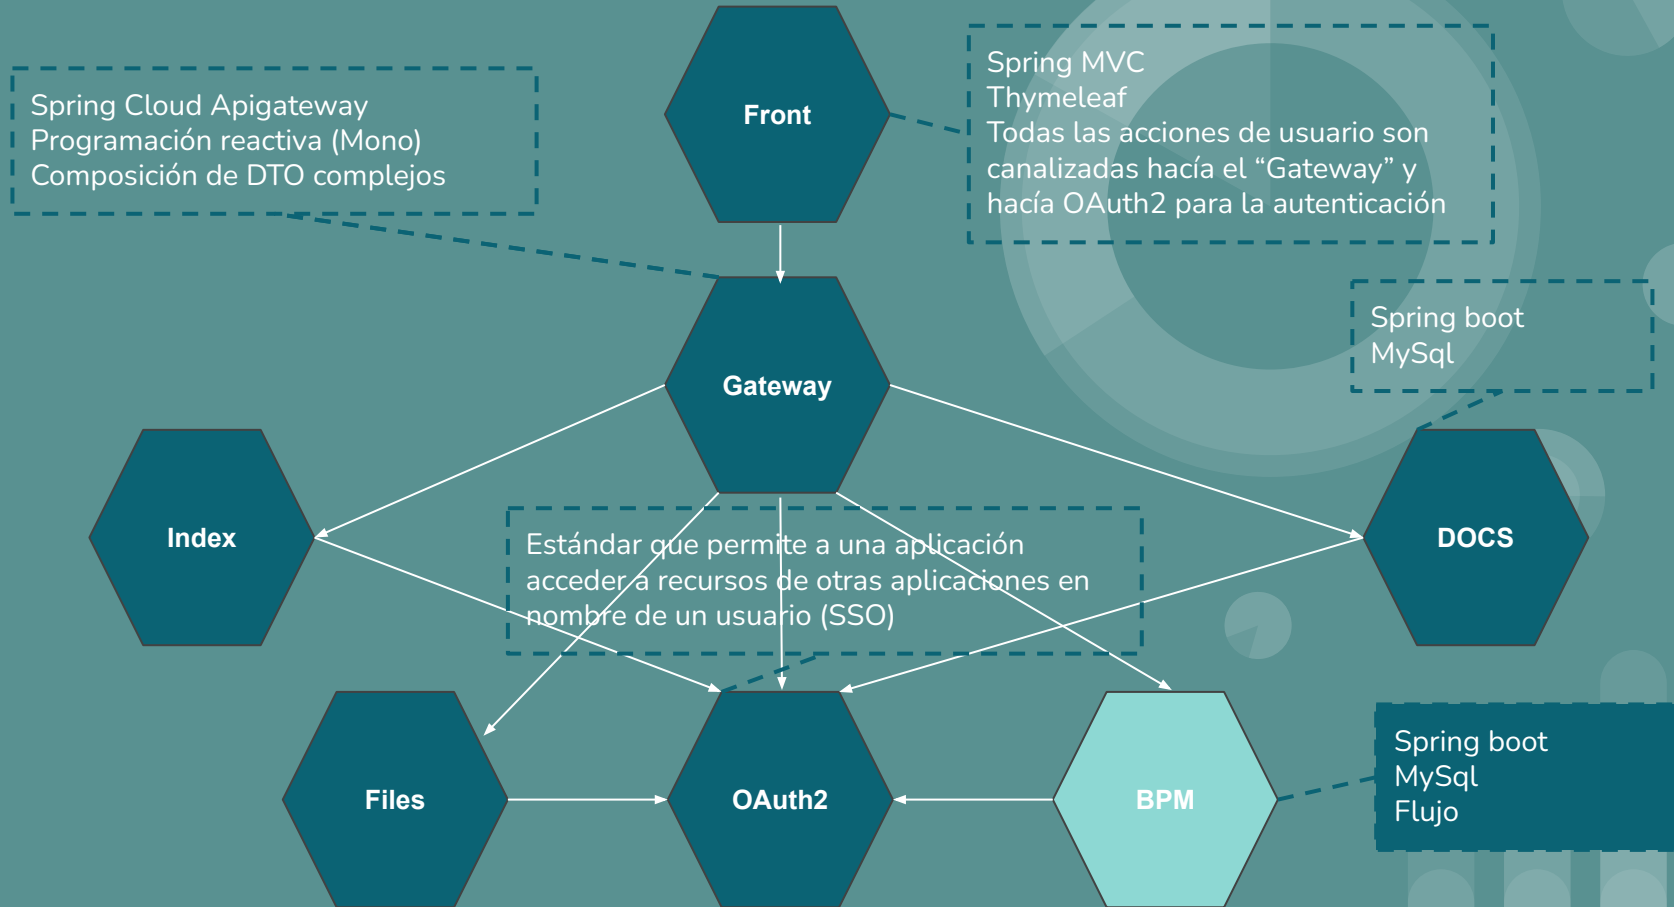 Front
Spring MVC
Thymeleaf
Todas las acciones de usuario son
canalizadas hacía el “Gateway” y
hacía OAuth2 para la autenticación
Spring Cloud Apigateway
Programación reactiva (Mono)
Composición de DTO complejos
Gateway
Spring boot
MySql
Index
Estándar que permite a una aplicación
acceder a recursos de otras aplicaciones en
nombre de un usuario (SSO)
DOCS
Files
OAuth2
BPM
Spring boot
MySql
Flujo